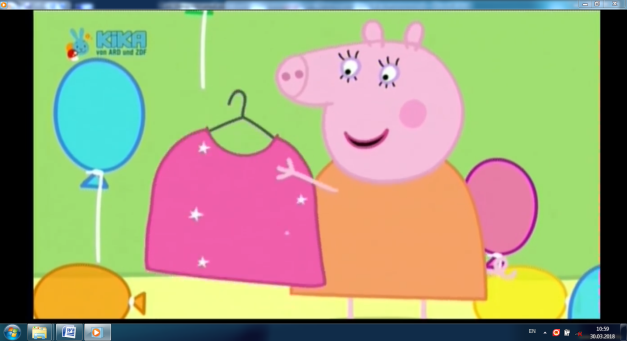 KiKA
von ARD und ZDF
EN
10:59
30.03.2018